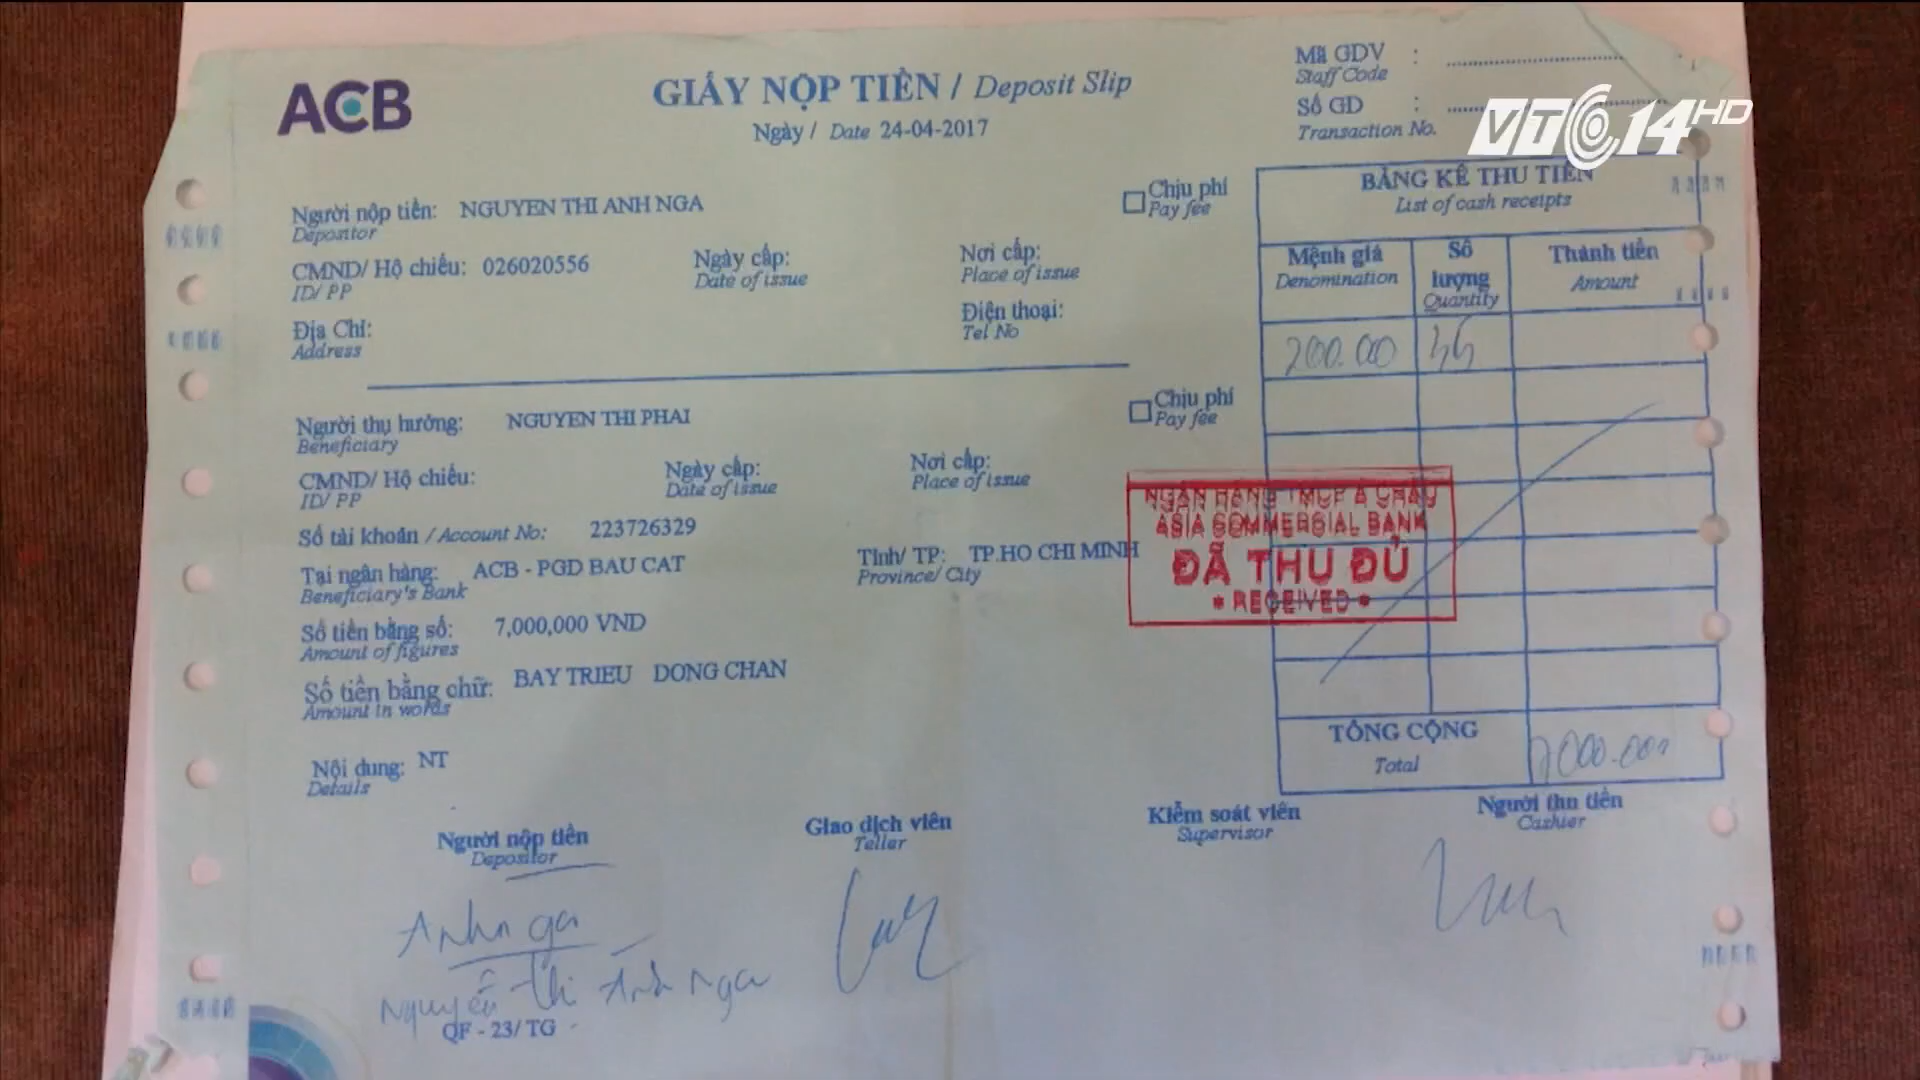 ACB
GIẤY NỘP TIỀN / Deposit Slip
Ngày / Date 24-04-2017
Mã GDV :
Staff Code
Số GD :
Transaction No.
VTC14HD
Người nộp tiền: NGUYEN THI ANH NGA
Depositor
Chịu phí
Pay fee
CMND/ Hộ chiếu: 026020556
ID/ PP
Ngày cấp:
Date of issue
Nơi cấp:
Place of issue
Địa Chỉ:
Address
Điện thoại:
Tel No
Người thụ hưởng: NGUYEN THI PHAI
Beneficiary
Chịu phí
Pay fee
CMND/ Hộ chiếu:
ID/ PP
Ngày cấp:
Date of issue
Nơi cấp:
Place of issue
Số tài khoản / Account No: 223726329
Tại ngân hàng: ACB - PGD BAU CAT
Beneficiary's Bank
Tỉnh/ TP: TP.HO CHI MINH
Province/ City
Số tiền bằng số: 7,000,000 VND
Amount of figures
Số tiền bằng chữ: BAY TRIEU DONG CHAN
Amount in words
Nội dung: NT
Details
BẢNG KÊ THU TIỀN
List of cash receipts
Mệnh giá
Denomination
Số lượng
Quantity
Thành tiền
Amount
200.00
NGÂN HÀNG TMCP Á CHÂU
ASIA COMMERCIAL BANK
ĐÃ THU ĐỦ
* RECEIVED *
TỔNG CỘNG
Total
7000.000
Người nộp tiền
Depositor
Giao dịch viên
Teller
Kiểm soát viên
Supervisor
Người thu tiền
Cashier
Anh nga
Nguyễn Thị Ánh Nga
QF - 23/ TG